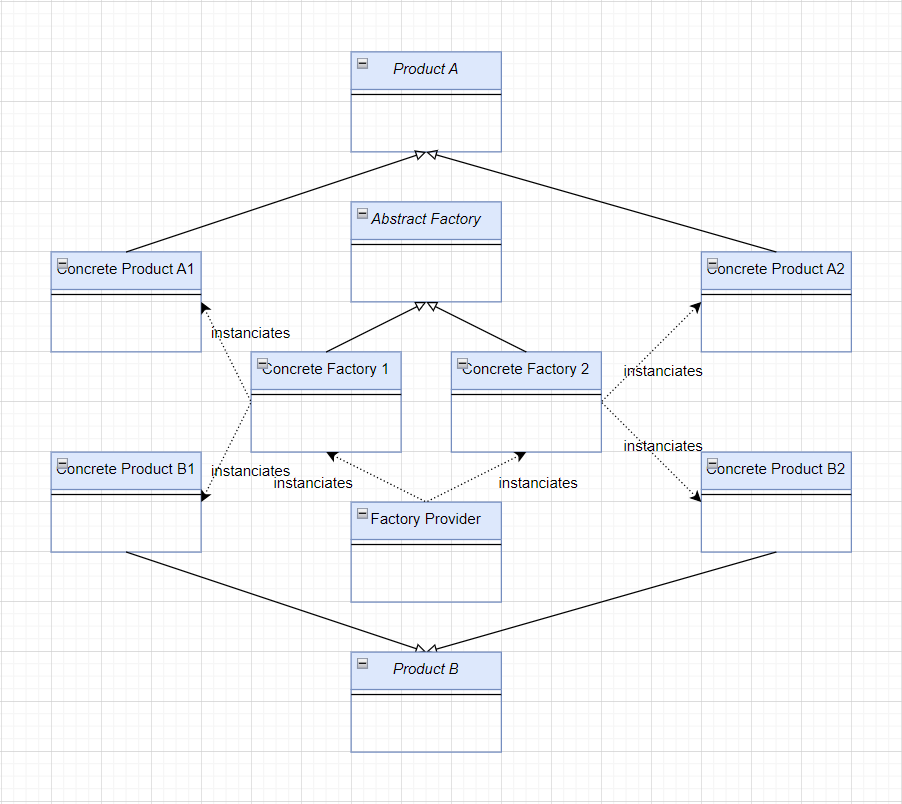 Product A
Abstract Factory
Concrete Product A1
Concrete Product A2
instanciates
Concrete Factory 1
Concrete Factory 2
instanciates
instanciates
Concrete Product B1
instanciates
instanciates
instanciates
Concrete Product B2
Factory Provider
Product B